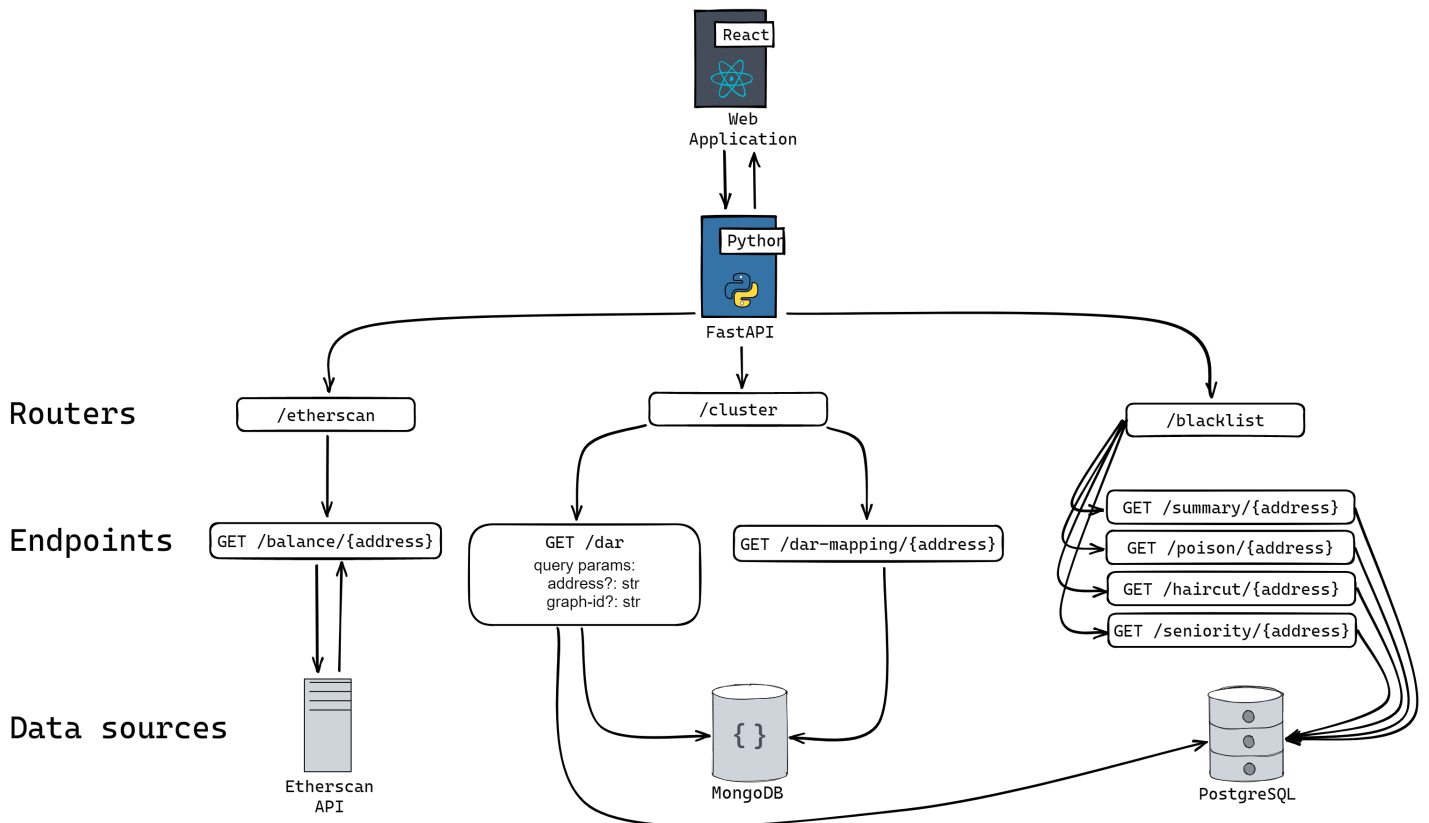 React
Web
Application
Python
FastAPI
Routers
/etherscan
/cluster
/blacklist
Endpoints
GET /balance/{address}
GET /dar
query params:
address?: str
graph-id?: str
GET /dar-mapping/{address}
GET /summary/{address}
GET /poison/{address}
GET /haircut/{address}
GET /seniority/{address}
Data sources
Etherscan
API
{ }
MongoDB
PostgreSQL